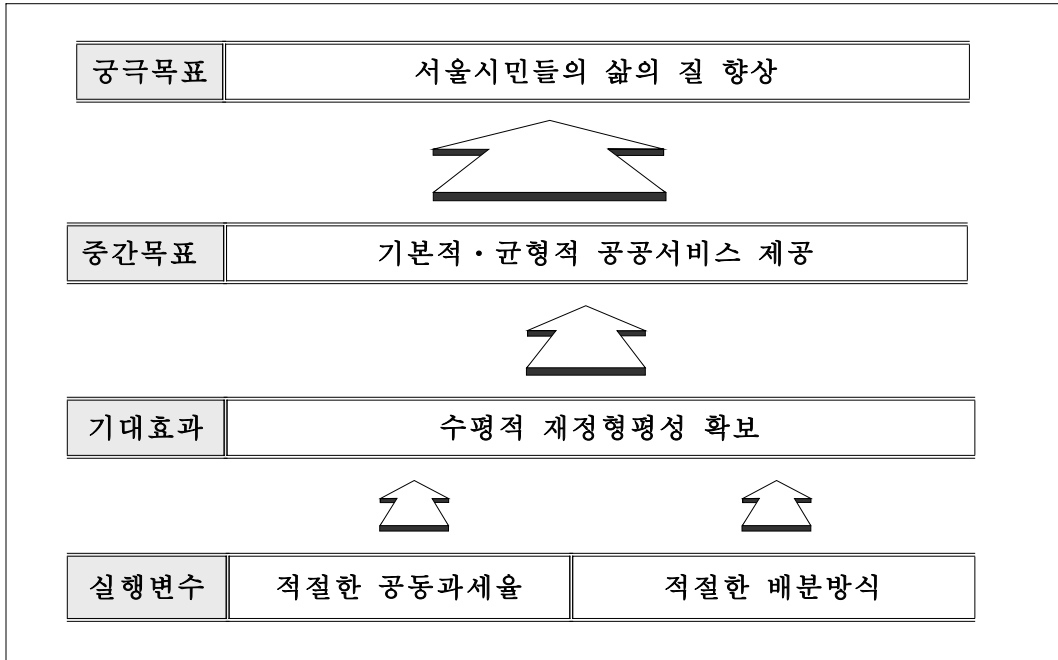 궁극목표 서울시민들의 삶의 질 향상
중간목표 기본적·균형적 공공서비스 제공
기대효과 수평적 재정형평성 확보
실행변수 적절한 공동과세율 적절한 배분방식